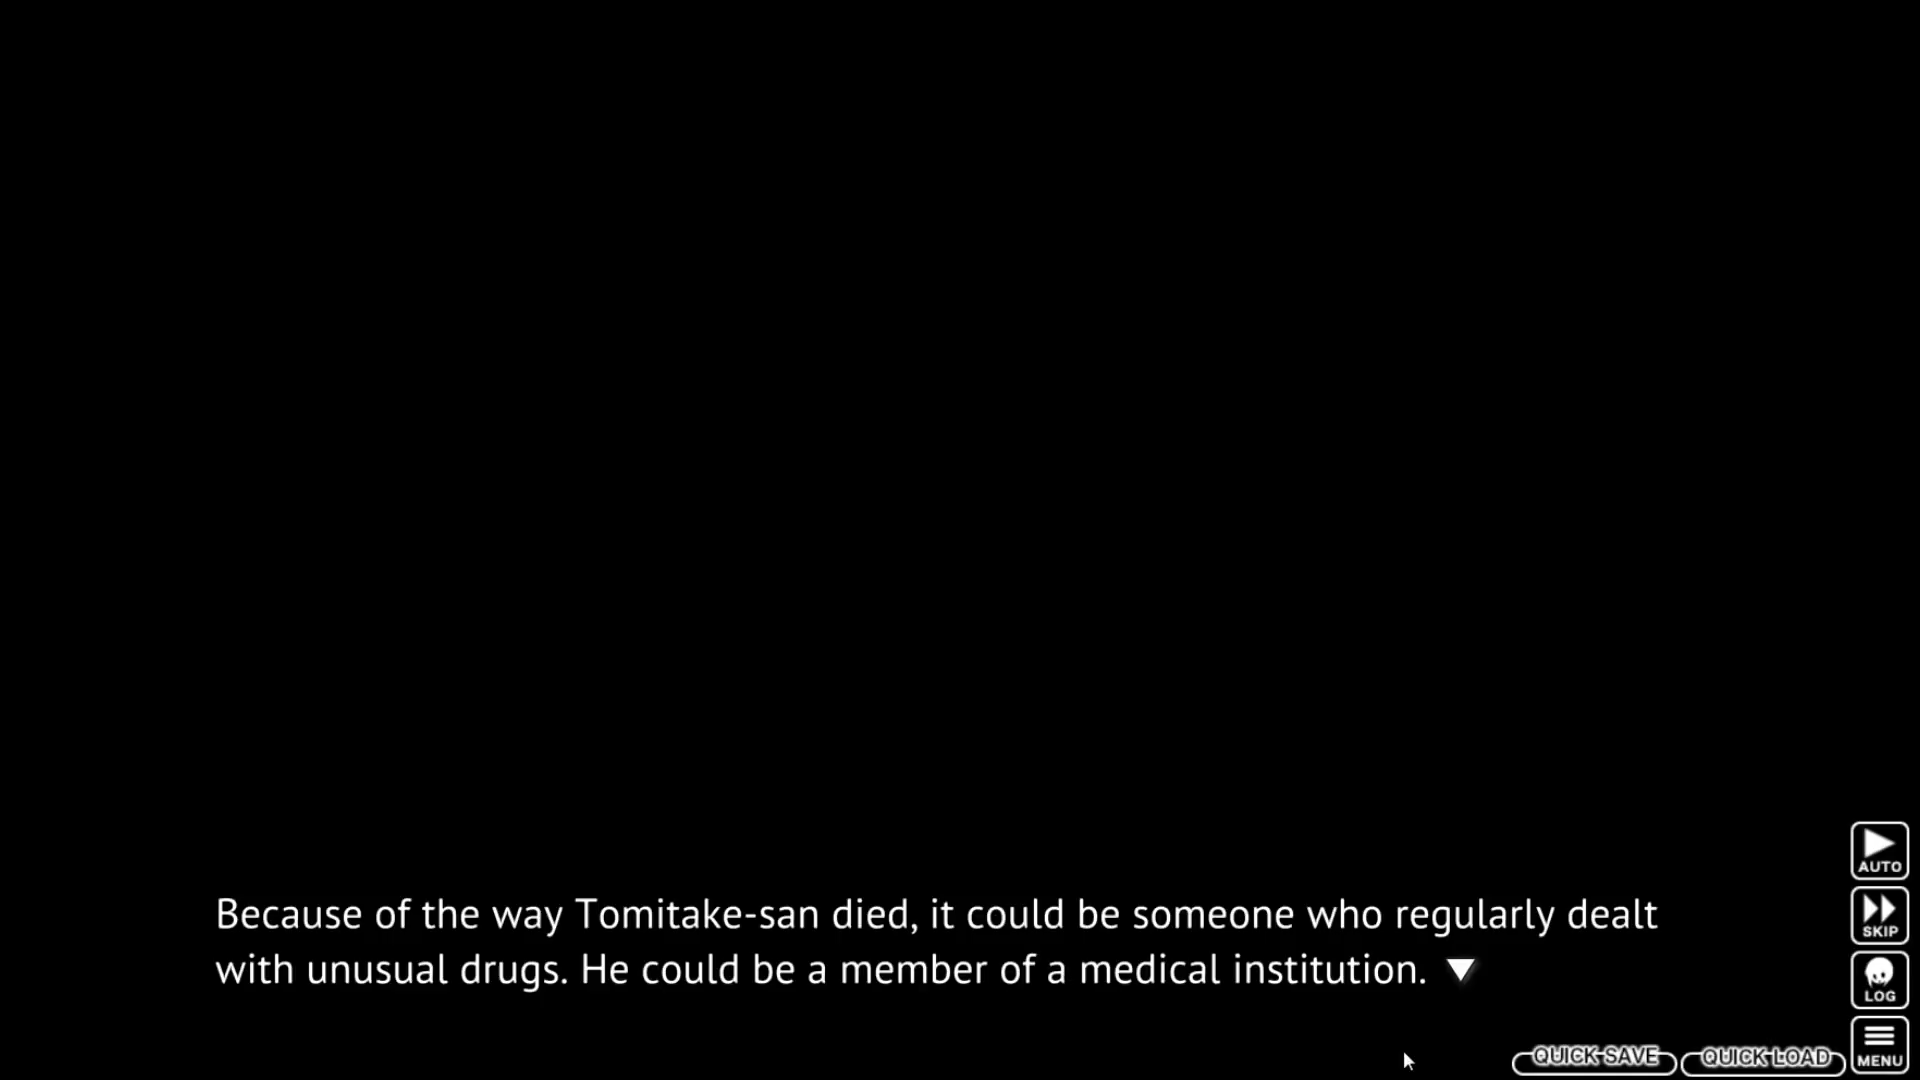 Because of the way Tomitake-san died, it could be someone who regularly dealt
with unusual drugs. He could be a member of a medical institution.
AUTO
SKIP
LOG
MENU
QUICK SAVE
QUICK LOAD